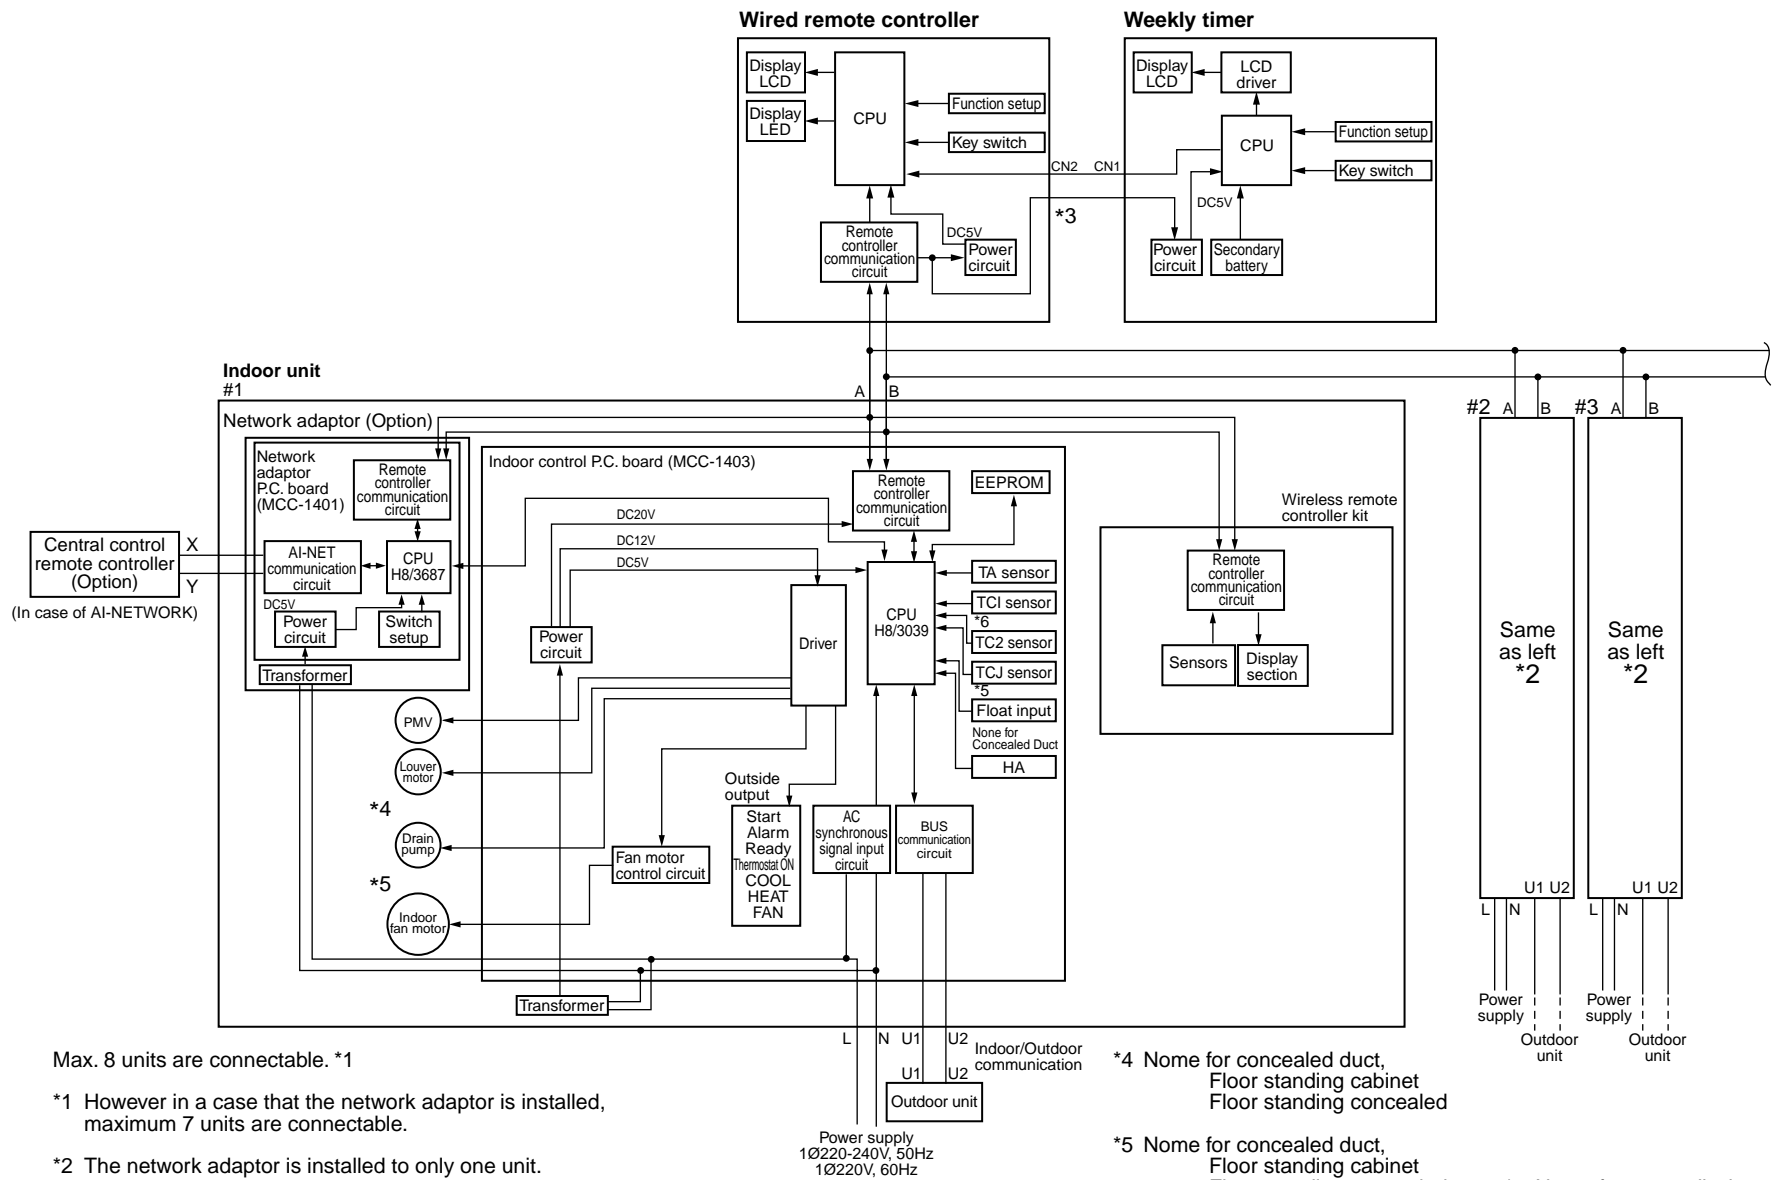 Wired remote controller
Weekly timer
Display
LCD
Display
LED
CPU
Function setup
Key switch
Remote
controller
communication
circuit
DC5V
Power
circuit
CN2
CN1
*3
Display
LCD
LCD
driver
CPU
Function setup
Key switch
DC5V
Power
circuit
Secondary
battery
Indoor unit
#1
A
B
Network adaptor (Option)
Network
adaptor
P.C. board
(MCC-1401)
Remote
controller
communication
circuit
AI-NET
communication
circuit
CPU
H8/3687
DC5V
Power
circuit
Switch
setup
Transformer
Central control
remote controller
(Option)
X
Y
(In case of AI-NETWORK)
Indoor control P.C. board (MCC-1403)
Remote
controller
communication
circuit
EEPROM
DC20V
DC12V
DC5V
Power
circuit
Driver
CPU
H8/3039
TA sensor
TCI sensor
*6
TC2 sensor
TCJ sensor
*5
Float input
None for
Concealed Duct
HA
PMV
Louver
motor
*4
Drain
pump
*5
Indoor
fan motor
Fan motor
control circuit
Outside
output
Start
Alarm
Ready
Thermostat ON
COOL
HEAT
FAN
AC
synchronous
signal input
circuit
BUS
communication
circuit
Transformer
Wireless remote
controller kit
Remote
controller
communication
circuit
Sensors
Display
section
#2
A
B
Same
as left
*2
U1 U2
L
N
Power
supply
Outdoor
unit
#3
A
B
Same
as left
*2
U1 U2
L
N
Power
supply
Outdoor
unit
L
N
U1
U2
Indoor/Outdoor
communication
U1
U2
Outdoor unit
Power supply
1Ø220-240V, 50Hz
1Ø220V, 60Hz
Max. 8 units are connectable. *1
*1 However in a case that the network adaptor is installed,
maximum 7 units are connectable.
*2 The network adaptor is installed to only one unit.
*4 Nome for concealed duct,
Floor standing cabinet
Floor standing concealed
*5 Nome for concealed duct,
Floor standing cabinet